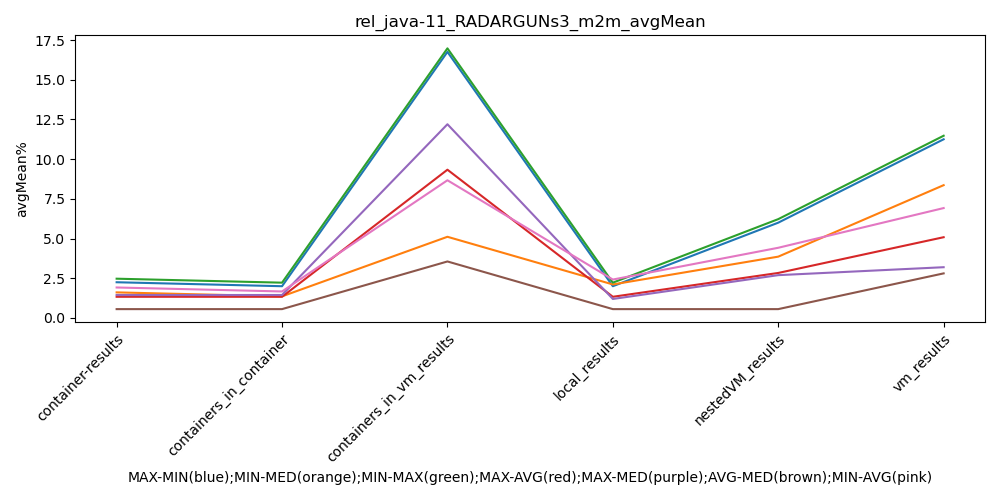 rel_java-11_RADARGUNs3_m2m_avgMean
17.5
15.0
12.5
10.0
7.5
5.0
2.5
0.0
avgMean%
container-results
containers_in_container
containers_in_vm_results
local_results
nestedVM_results
vm_results
MAX-MIN(blue);MIN-MED(orange);MIN-MAX(green);MAX-AVG(red);MAX-MED(purple);AVG-MED(brown);MIN-AVG(pink)